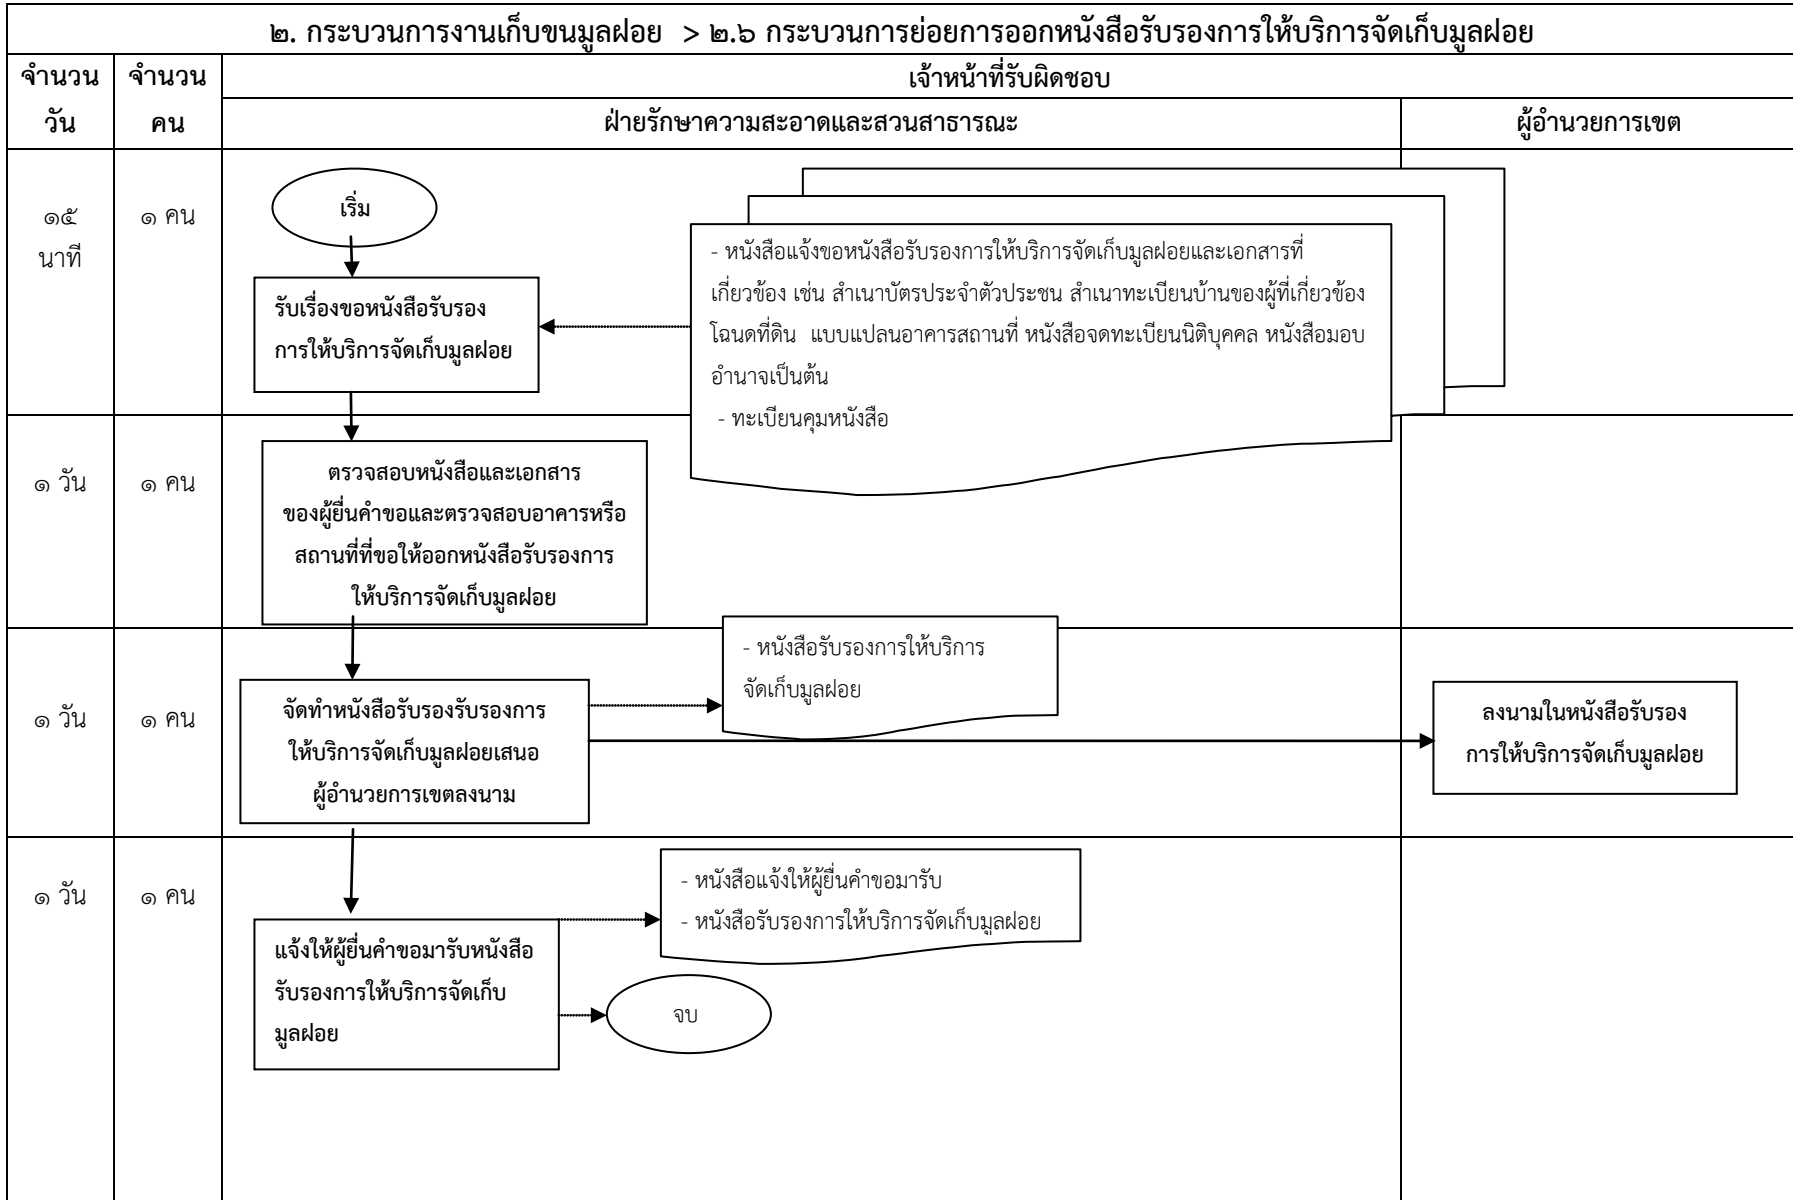 ๒. กระบวนการงานเก็บขนมูลฝอย > ๒.๖ กระบวนการย่อยการออกหนังสือรับรองการให้บริการจัดเก็บมูลฝอย
จำนวน
วัน
จำนวน
คน
เจ้าหน้าที่รับผิดชอบ
ฝ่ายรักษาความสะอาดและสวนสาธารณะ
ผู้อำนวยการเขต
๑๕
นาที
๑ คน
เริ่ม
รับเรื่องขอหนังสือรับรอง
การให้บริการจัดเก็บมูลฝอย
- หนังสือแจ้งขอหนังสือรับรองการให้บริการจัดเก็บมูลฝอยและเอกสารที่
เกี่ยวข้อง เช่น สำเนาบัตรประจำตัวประชน สำเนาทะเบียนบ้านของผู้ที่เกี่ยวข้อง
โฉนดที่ดิน แบบแปลนอาคารสถานที่ หนังสือจดทะเบียนนิติบุคคล หนังสือมอบ
อำนาจเป็นต้น
- ทะเบียนคุมหนังสือ
๑ วัน
๑ คน
ตรวจสอบหนังสือและเอกสาร
ของผู้ยื่นคำขอและตรวจสอบอาคารหรือ
สถานที่ที่ขอให้ออกหนังสือรับรองการ
ให้บริการจัดเก็บมูลฝอย
๑ วัน
๑ คน
จัดทำหนังสือรับรองรับรองการ
ให้บริการจัดเก็บมูลฝอยเสนอ
ผู้อำนวยการเขตลงนาม
- หนังสือรับรองการให้บริการ
จัดเก็บมูลฝอย
ลงนามในหนังสือรับรอง
การให้บริการจัดเก็บมูลฝอย
๑ วัน
๑ คน
แจ้งให้ผู้ยื่นคำขอมารับหนังสือ
รับรองการให้บริการจัดเก็บ
มูลฝอย
- หนังสือแจ้งให้ผู้ยื่นคำขอมารับ
- หนังสือรับรองการให้บริการจัดเก็บมูลฝอย
จบ